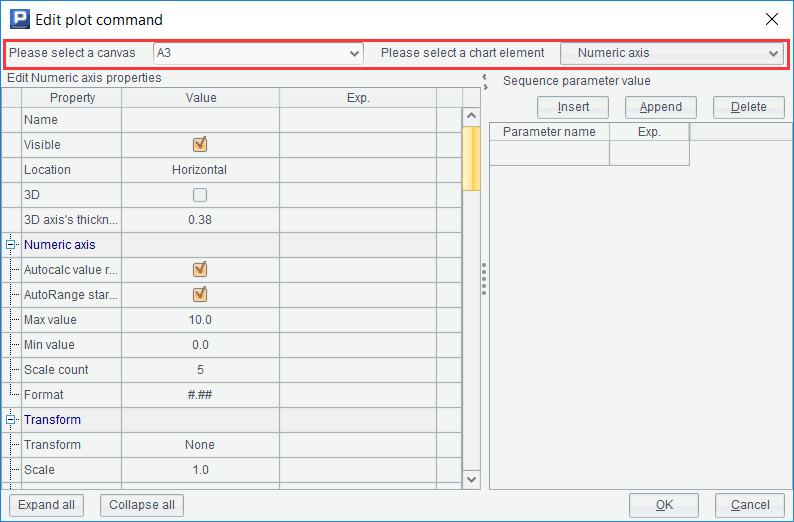 Edit plot command
Please select a canvas A3 Please select a chart element Numeric axis
Edit Numeric axis properties
Property Value Exp.
Name
Visible
Location Horizontal
3D
3D axis's thickn... 0.38
Numeric axis
Autocalc value r...
AutoRange star...
Max value 10.0
Min value 0.0
Scale count 5
Format #.##
Transform
Transform None
Scale 1.0
Expand all Collapse all
Sequence parameter value
Insert Append Delete
Parameter name Exp.
OK Cancel